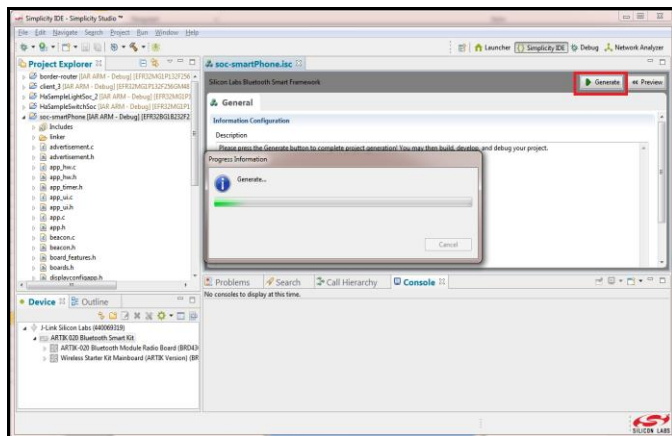 Simplicity IDE - Simplicity Studio ™
File Edit Navigate Search Project Run Window Help
Launcher Simplicity IDE Debug Network Analyzer
Project Explorer
border-router [IAR ARM - Debug] [EFR32MG1P132F256
client_3 [IAR ARM - Debug] [EFR32MG1P132F256GM48
HaSampleLightSoc_2 [IAR ARM - Debug] [EFR32MG1P
HaSampleSwitchSoc [IAR ARM - Debug] [EFR32MG1P1
soc-smartPhone [IAR ARM - Debug] [EFR32BG1B232F2
Includes
linker
advertisement.c
advertisement.h
app_hw.c
app_hw.h
app_timer.h
app_ui.c
app_ui.h
app.c
app.h
beacon.c
beacon.h
board_features.h
boards.h
displayconfigapp.h
soc-smartPhone.isc
Silicon Labs Bluetooth Smart Framework
Generate
Preview
General
Information Configuration
Description
Please press the Generate button to complete project generation! You may then build, develop, and debug your project.
Progress Information
Generate...
Cancel
Problems Search Call Hierarchy Console
No consoles to display at this time.
Device Outline
J-Link Silicon Labs (440069319)
ARTIK-020 Bluetooth Smart Kit
ARTIK-020 Bluetooth Module Radio Board (BRD43
Wireless Starter Kit Mainboard (ARTIK Version) (BR
SILICON LABS